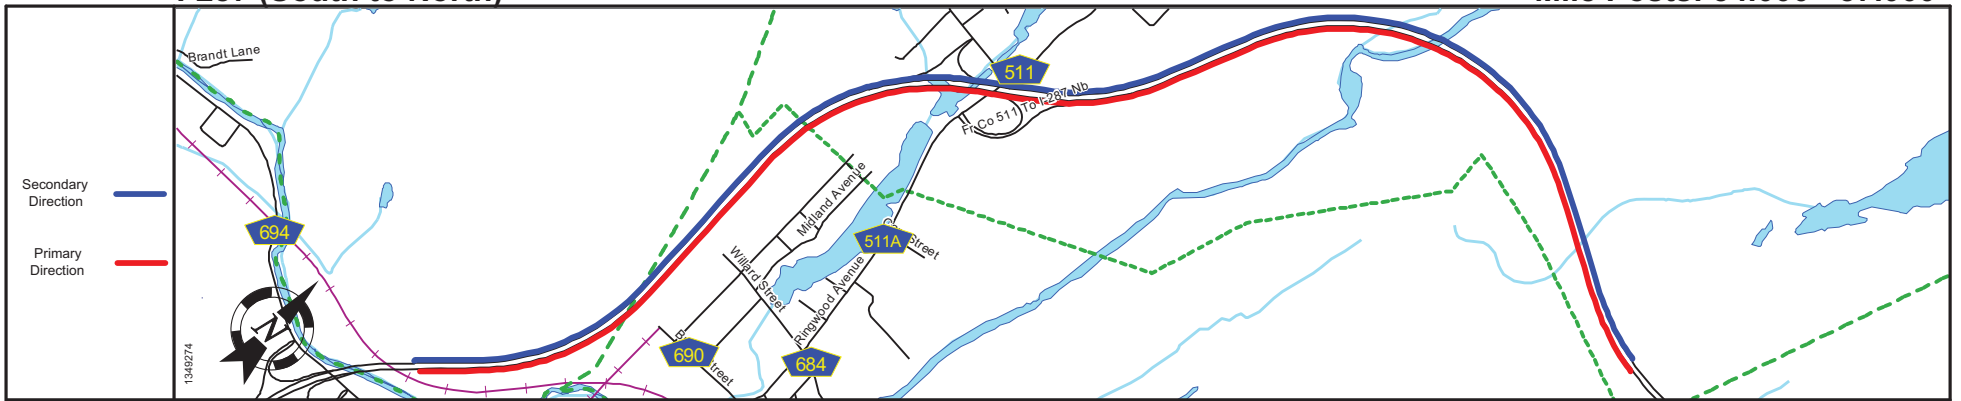 Brandt Lane
511
Fr Co 511 To I-287 Nb
Secondary
Direction
Midland Avenue
694
511A
Street
Willard Street
Primary
Direction
Ringwood Avenue
N
1349274
690
684